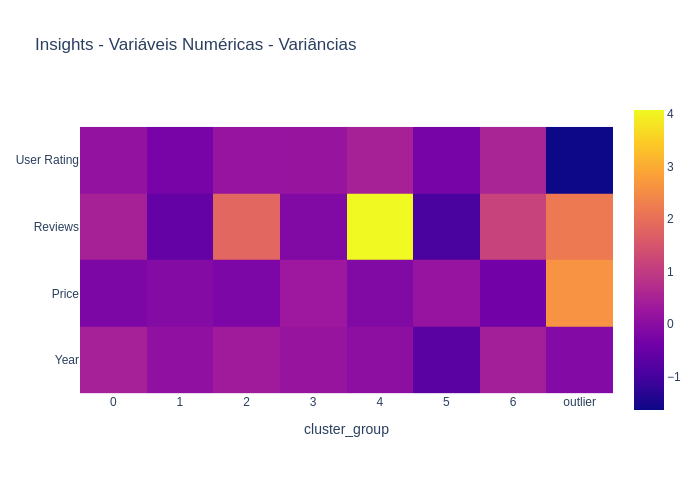 Insights - Variáveis Numéricas - Variâncias
User Rating
Reviews
Price
Year
0 1 2 3 4 5 6 outlier
cluster_group
4
3
2
1
0
−1